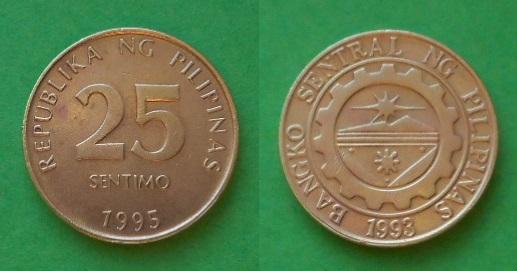 REPUBLIKA NG PILIPINAS
25
SENTIMO
1995
BANGKO SENTRAL NG PILIPINAS
1993